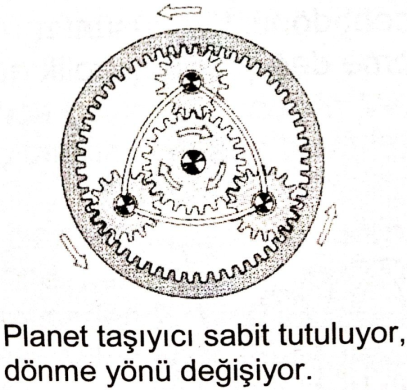 Planet taşıyıcı sabit tutuluyor,
dönme yönü değişiyor.